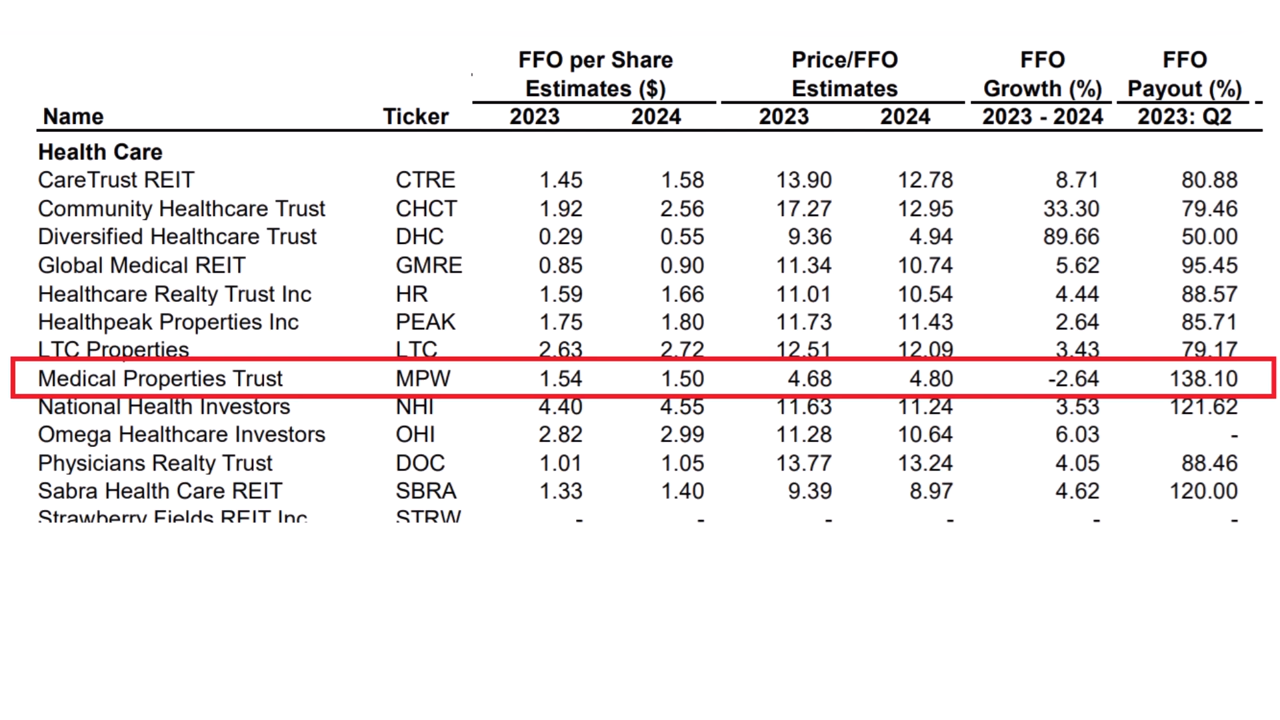 FFO per Share Price/FFO FFO FFO
Estimates ($) Estimates Growth (%) Payout (%)
Name Ticker 2023 2024 2023 2024 2023 - 2024 2023: Q2
Health Care
CareTrust REIT CTRE 1.45 1.58 13.90 12.78 8.71 80.88
Community Healthcare Trust CHCT 1.92 2.56 17.27 12.95 33.30 79.46
Diversified Healthcare Trust DHC 0.29 0.55 9.36 4.94 89.66 50.00
Global Medical REIT GMRE 0.85 0.90 11.34 10.74 5.62 95.45
Healthcare Realty Trust Inc HR 1.59 1.66 11.01 10.54 4.44 88.57
Healthpeak Properties Inc PEAK 1.75 1.80 11.73 11.43 2.64 85.71
LTC Properties LTC 2.63 2.72 12.51 12.09 3.43 79.17
Medical Properties Trust MPW 1.54 1.50 4.68 4.80 -2.64 138.10
National Health Investors NHI 4.40 4.55 11.63 11.24 3.53 121.62
Omega Healthcare Investors OHI 2.82 2.99 11.28 10.64 6.03 -
Physicians Realty Trust DOC 1.01 1.05 13.77 13.24 4.05 88.46
Sabra Health Care REIT SBRA 1.33 1.40 9.39 8.97 4.62 120.00
Strawberry Fields REIT Inc STRW - - - - - -